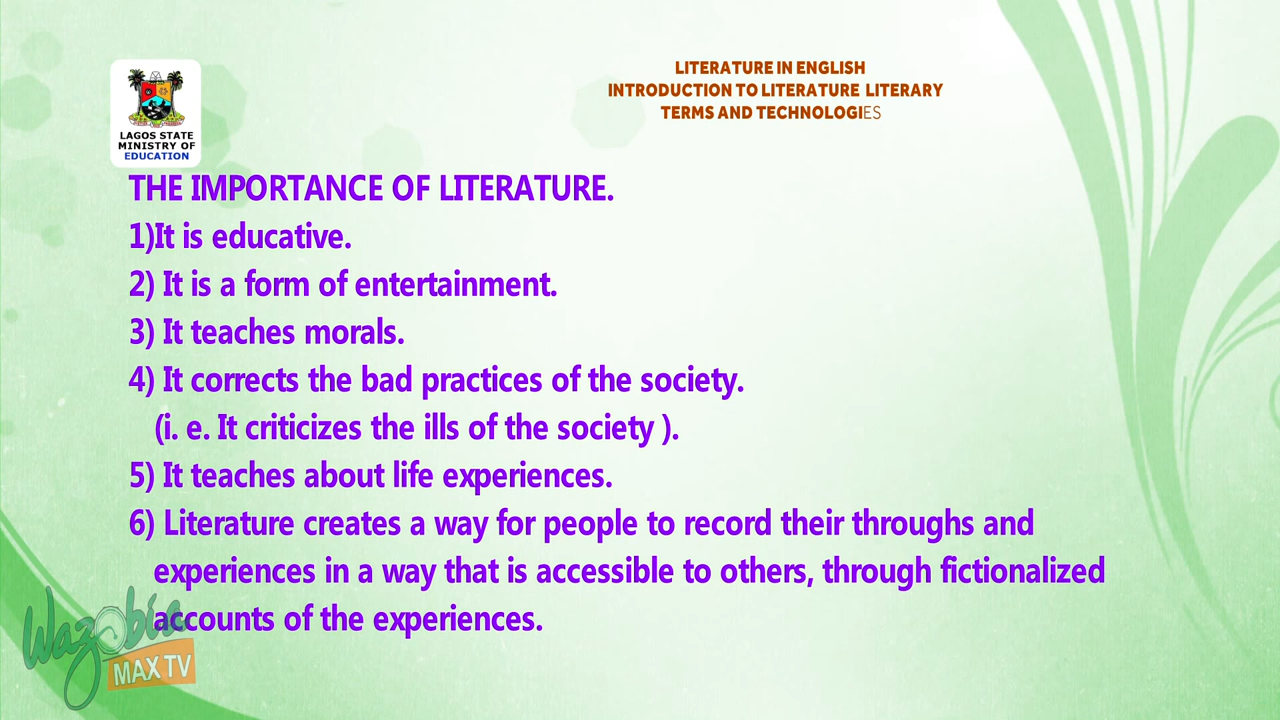 LITERATURE IN ENGLISH
INTRODUCTION TO LITERATURE LITERARY
TERMS AND TECHNOLOGIES
LAGOS STATE
MINISTRY OF
EDUCATION
THE IMPORTANCE OF LITERATURE.
1)It is educative.
2) It is a form of entertainment.
3) It teaches morals.
4) It corrects the bad practices of the society.
(i. e. It criticizes the ills of the society ).
5) It teaches about life experiences.
6) Literature creates a way for people to record their throughs and
experiences in a way that is accessible to others, through fictionalized
accounts of the experiences.
Wazobia
MAX TV